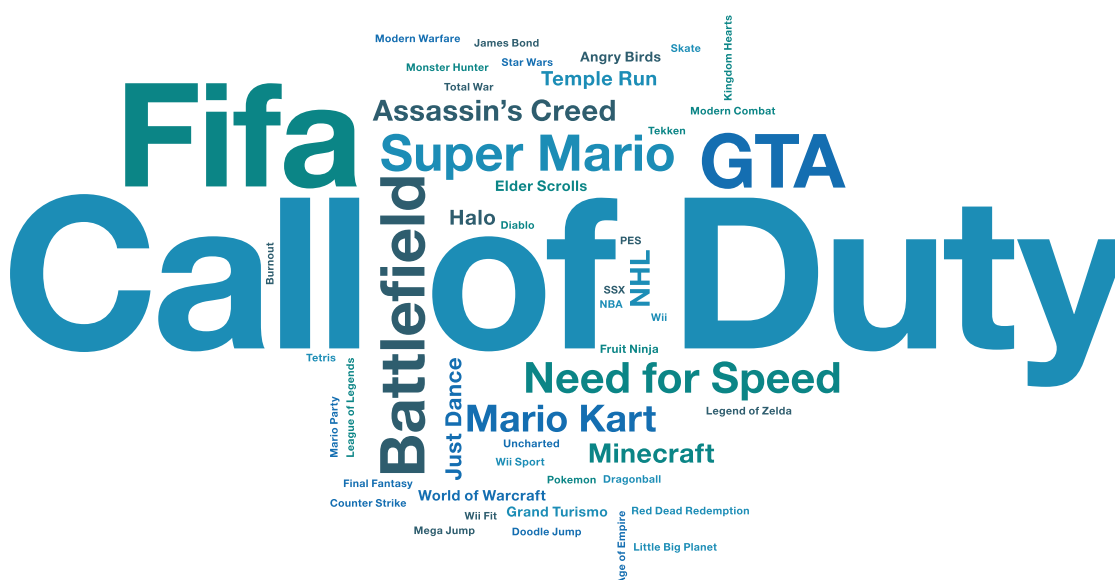 Modern Warfare
James Bond
Skate
Kingdom Hearts
Angry Birds
Star Wars
Monster Hunter
Temple Run
Total War
Assassin’s Creed
Modern Combat
Fifa
Tekken
Super Mario
GTA
Elder Scrolls
Battlefield
Halo
Diablo
Call of Duty
Burnout
PES
NHL
SSX
NBA
Wii
Fruit Ninja
Tetris
League of Legends
Just Dance
Need for Speed
Mario Party
Mario Kart
Legend of Zelda
Uncharted
Minecraft
Wii Sport
Final Fantasy
Pokemon
Dragonball
World of Warcraft
Counter Strike
Wii Fit
Grand Turismo
Red Dead Redemption
Mega Jump
Doodle Jump
Age of Empire
Little Big Planet